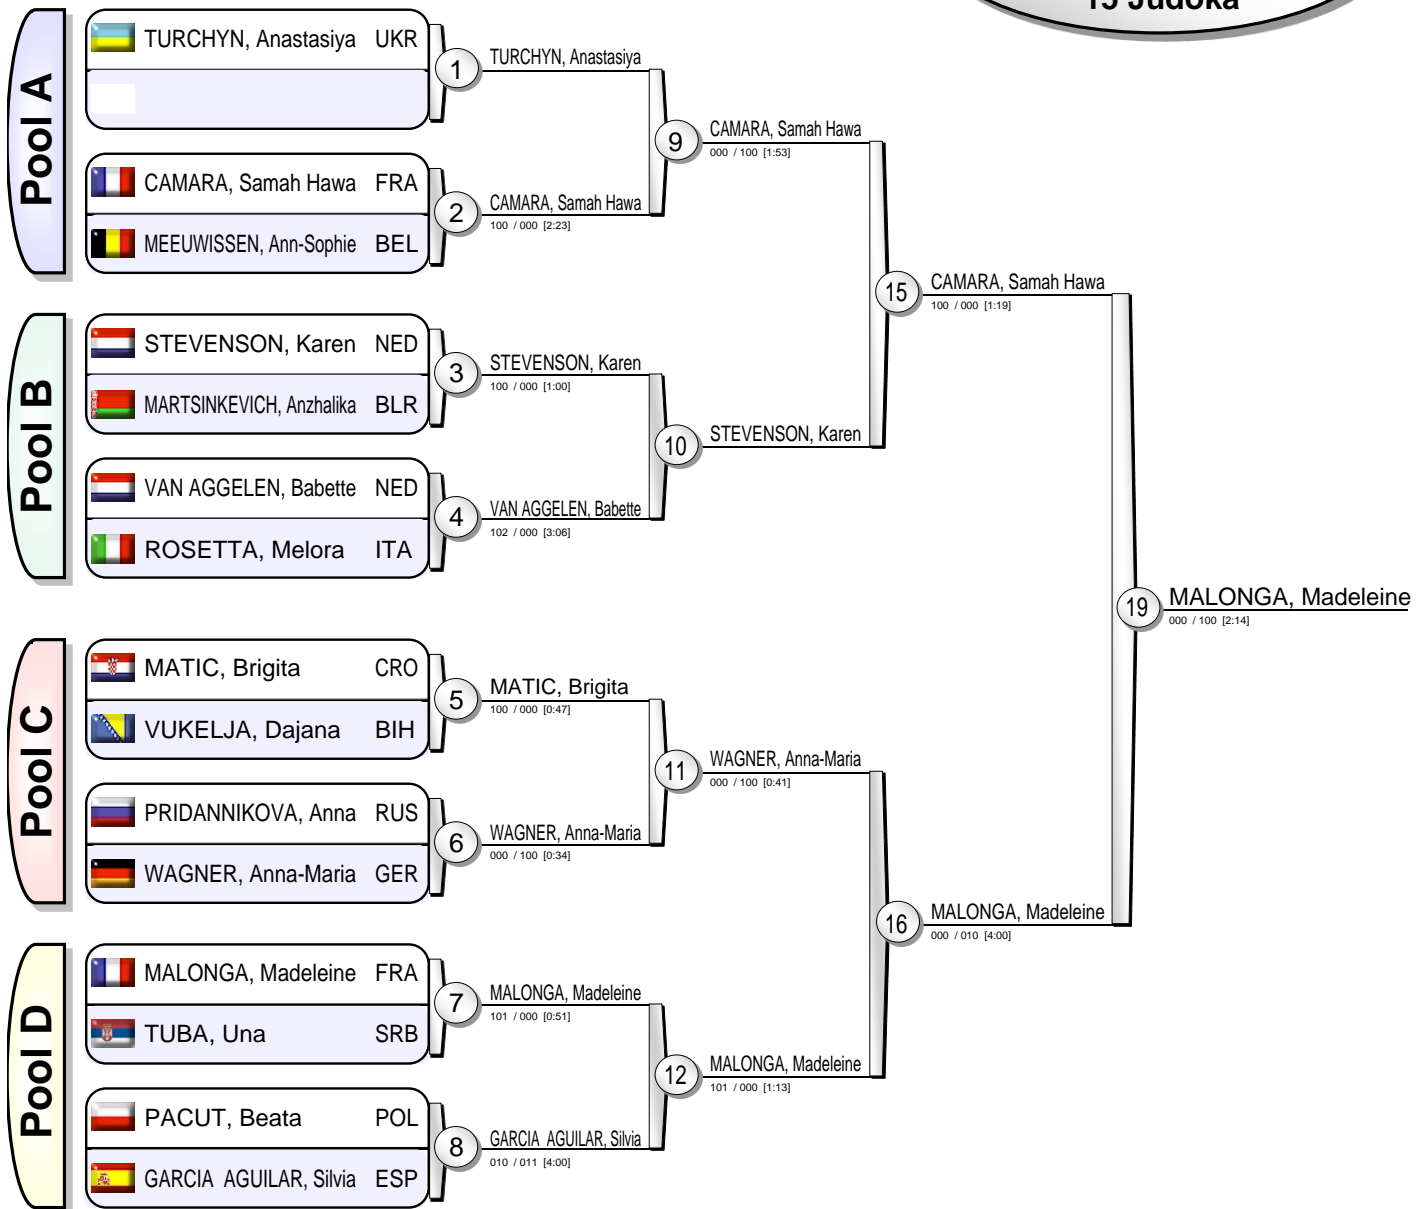 15 Judoka
Pool A
TURCHYN, Anastasiya UKR
CAMARA, Samah Hawa FRA
MEEUWISSEN, Ann-Sophie BEL
Pool B
STEVENSON, Karen NED
MARTSINKEVICH, Anzhalika BLR
VAN AGGELEN, Babette NED
ROSETTA, Melora ITA
Pool C
MATIC, Brigita CRO
VUKELJA, Dajana BIH
PRIDANNIKOVA, Anna RUS
WAGNER, Anna-Maria GER
Pool D
MALONGA, Madeleine FRA
TUBA, Una SRB
PACUT, Beata POL
GARCIA AGUILAR, Silvia ESP
1 TURCHYN, Anastasiya
2 CAMARA, Samah Hawa
100 / 000 [2:23]
3 STEVENSON, Karen
100 / 000 [1:00]
4 VAN AGGELEN, Babette
102 / 000 [3:06]
5 MATIC, Brigita
100 / 000 [0:47]
6 WAGNER, Anna-Maria
000 / 100 [0:34]
7 MALONGA, Madeleine
101 / 000 [0:51]
8 GARCIA AGUILAR, Silvia
010 / 011 [4:00]
9 CAMARA, Samah Hawa
000 / 100 [1:53]
10 STEVENSON, Karen
11 WAGNER, Anna-Maria
000 / 100 [0:41]
12 MALONGA, Madeleine
101 / 000 [1:13]
15 CAMARA, Samah Hawa
100 / 000 [1:19]
16 MALONGA, Madeleine
000 / 010 [4:00]
19 MALONGA, Madeleine
000 / 100 [2:14]